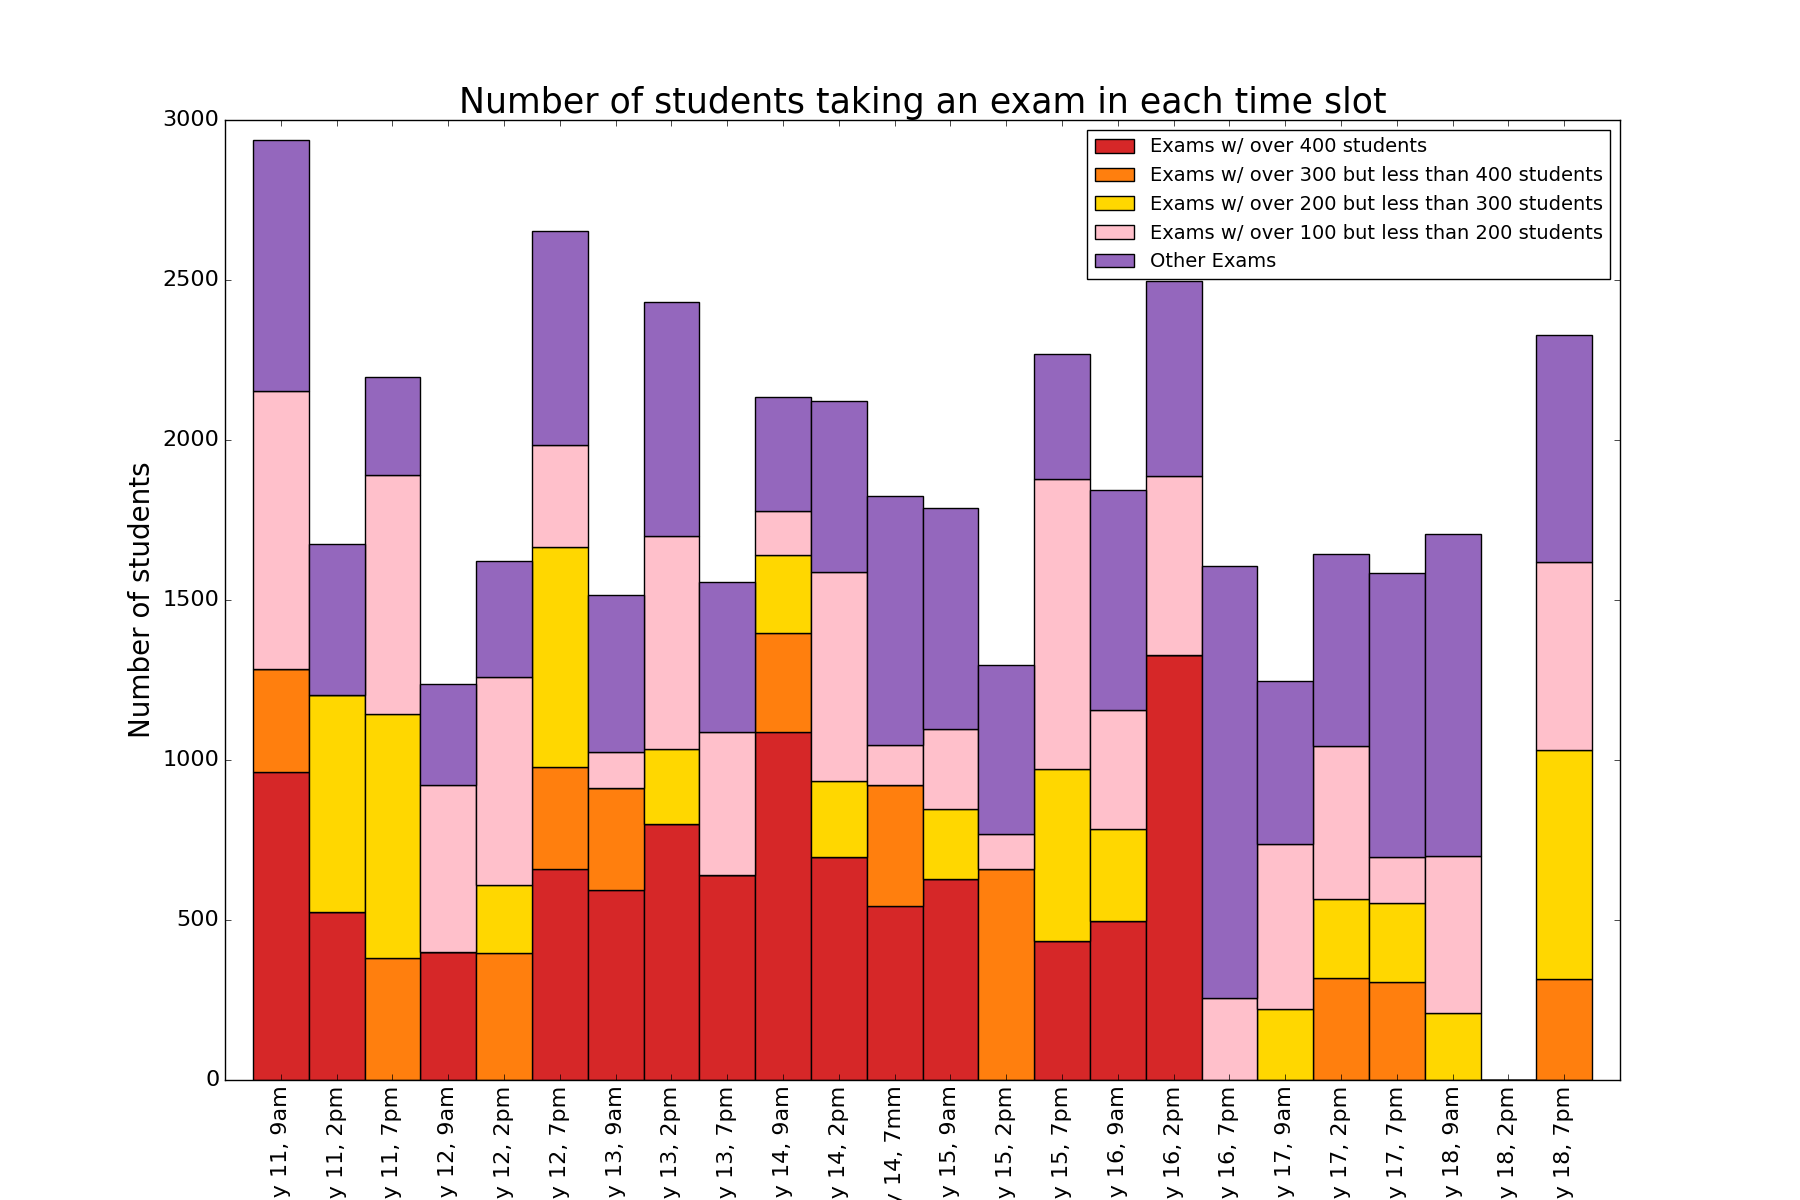 Number of students taking an exam in each time slot
Exams w/ over 400 students
Exams w/ over 300 but less than 400 students
Exams w/ over 200 but less than 300 students
Exams w/ over 100 but less than 200 students
Other Exams
Number of students
3000
2500
2000
1500
1000
500
0
y 11, 9am
y 11, 2pm
y 11, 7pm
y 12, 9am
y 12, 2pm
y 12, 7pm
y 13, 9am
y 13, 2pm
y 13, 7pm
y 14, 9am
y 14, 2pm
y 14, 7mm
y 15, 9am
y 15, 2pm
y 15, 7pm
y 16, 9am
y 16, 2pm
y 16, 7pm
y 17, 9am
y 17, 2pm
y 17, 7pm
y 18, 9am
y 18, 2pm
y 18, 7pm